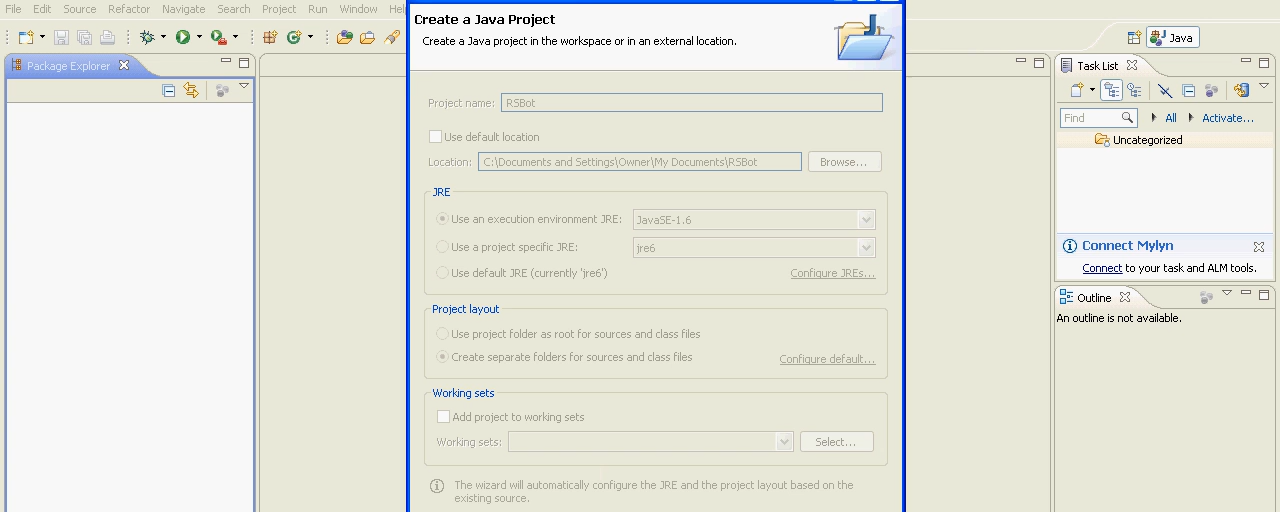 Create a Java Project
Create a Java project in the workspace or in an external location.
File Edit Source Refactor Navigate Search Project Run Window Hel
Java
Package Explorer
Project name: RSBot
Use default location
Location: C:\Documents and Settings\Owner\My Documents\RSBot Browse...
JRE
Use an execution environment JRE: JavaSE-1.6
Use a project specific JRE: jre6
Use default JRE (currently 'jre6') Configure JREs...
Project layout
Use project folder as root for sources and class files
Create separate folders for sources and class files Configure default...
Working sets
Add project to working sets
Working sets: Select...
The wizard will automatically configure the JRE and the project layout based on the
existing source.
Task List
Find All Activate...
Uncategorized
Connect Mylyn
Connect to your task and ALM tools.
Outline
An outline is not available.